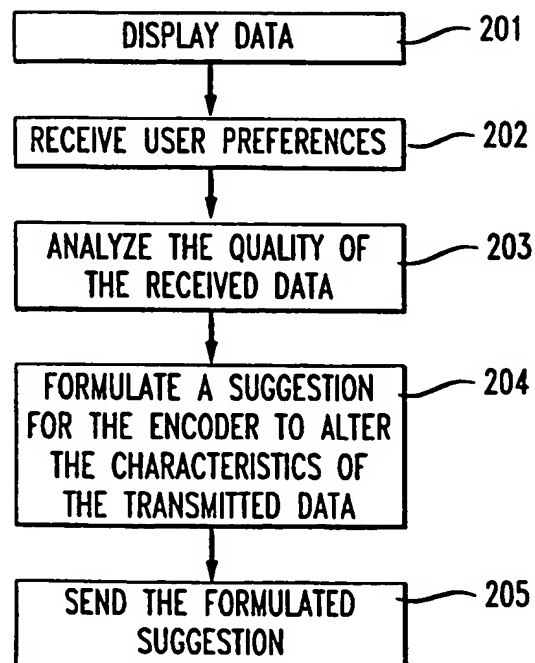 DISPLAY DATA
201
RECEIVE USER PREFERENCES
202
ANALYZE THE QUALITY OF
THE RECEIVED DATA
203
FORMULATE A SUGGESTION
FOR THE ENCODER TO ALTER
THE CHARACTERISTICS OF
THE TRANSMITTED DATA
204
SEND THE FORMULATED
SUGGESTION
205